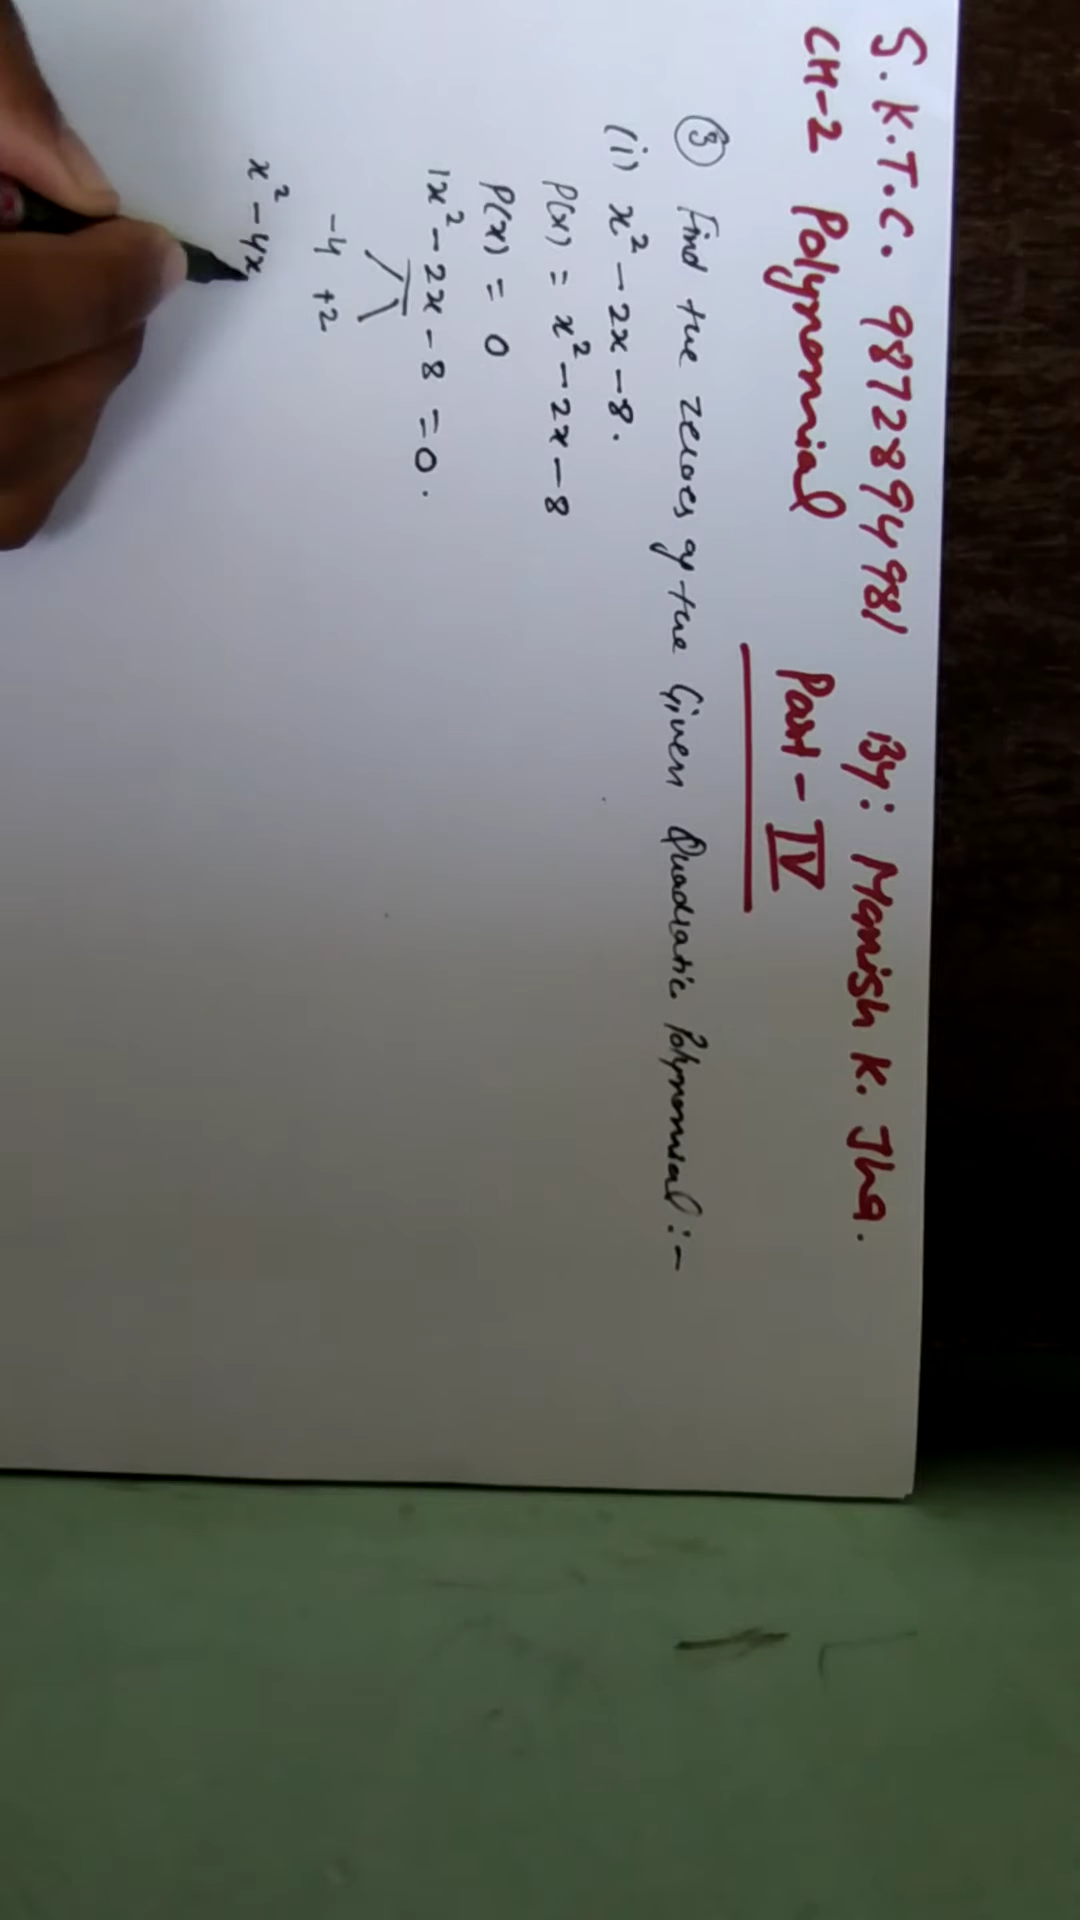 S.K.T.C. 9872894981 By: Manish K. Jha.
CH-2 Polynomial Part - IV
③ Find the zeroes of the Given Quadratic Polynomial :-
(i) x² - 2x - 8.
P(x) = x² - 2x - 8
P(x) = 0
1x² - 2x - 8 = 0.
-4 +2
x² - 4x